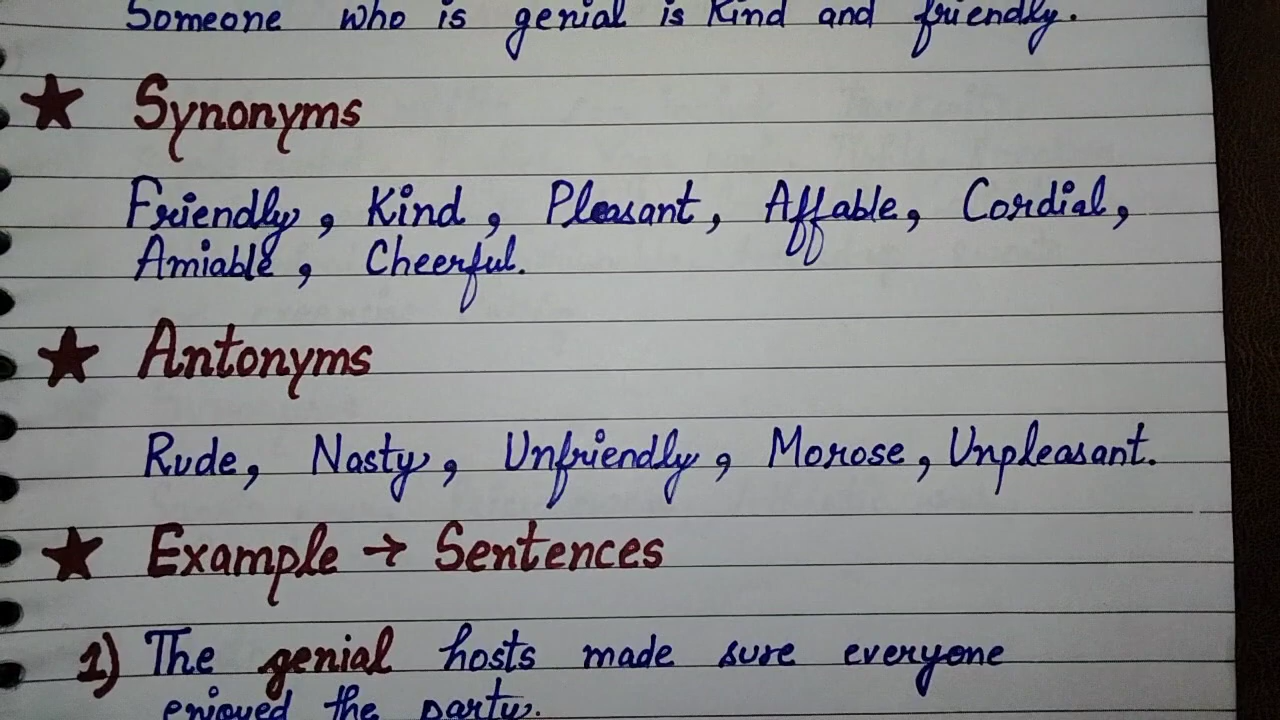 Someone who is genial is Kind and friendly.
★ Synonyms
Friendly, Kind, Pleasant, Affable, Cordial,
Amiable, Cheerful.
★ Antonyms
Rude, Nasty, Unfriendly, Morose, Unpleasant.
★ Example → Sentences
1) The genial hosts made sure everyone
enjoyed the party.